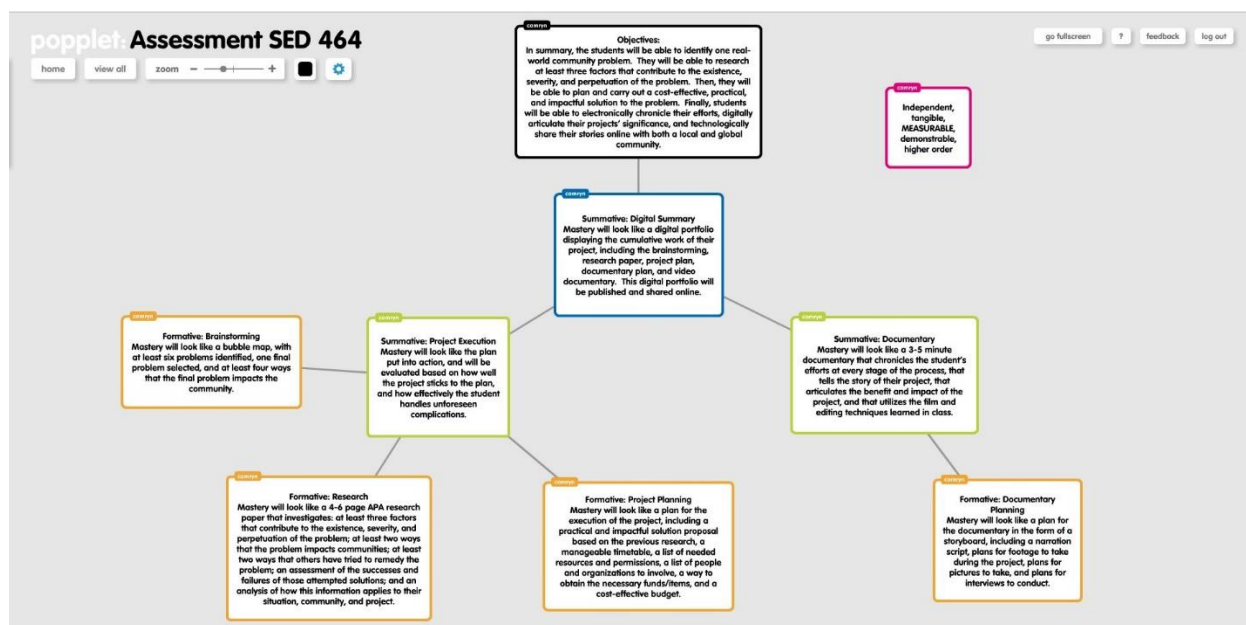 popplet: Assessment SED 464
home
view all
zoom - +
go fullscreen
?
feedback
log out
comryn
Objectives:
In summary, the students will be able to identify one real-
world community problem. They will be able to research
at least three factors that contribute to the existence,
severity, and perpetuation of the problem. Then, they will
be able to plan and carry out a cost-effective, practical,
and impactful solution to the problem. Finally, students
will be able to electronically chronicle their efforts, digitally
articulate their projects' significance, and technologically
share their stories online with both a local and global
community.
comryn
Independent,
tangible,
MEASURABLE,
demonstrable,
higher order
comryn
Summative: Digital Summary
Mastery will look like a digital portfolio
displaying the cumulative work of their
project, including the brainstorming,
research paper, project plan,
documentary plan, and video
documentary. This digital portfolio will
be published and shared online.
comryn
Formative: Brainstorming
Mastery will look like a bubble map, with
at least six problems identified, one final
problem selected, and at least four ways
that the final problem impacts the
community.
comryn
Summative: Project Execution
Mastery will look like the plan
put into action, and will be
evaluated based on how well
the project sticks to the plan,
and how effectively the student
handles unforeseen
complications.
comryn
Summative: Documentary
Mastery will look like a 3-5 minute
documentary that chronicles the student's
efforts at every stage of the process, that
tells the story of their project, that
articulates the benefit and impact of the
project, and that utilizes the film and
editing techniques learned in class.
comryn
Formative: Research
Mastery will look like a 4-6 page APA research
paper that investigates: at least three factors
that contribute to the existence, severity, and
perpetuation of the problem; at least two ways
that the problem impacts communities; at least
two ways that others have tried to remedy the
problem; an assessment of the successes and
failures of those attempted solutions; and an
analysis of how this information applies to their
situation, community, and project.
comryn
Formative: Project Planning
Mastery will look like a plan for the
execution of the project, including a
practical and impactful solution proposal
based on the previous research, a
manageable timetable, a list of needed
resources and permissions, a list of people
and organizations to involve, a way to
obtain the necessary funds/items, and a
cost-effective budget.
comryn
Formative: Documentary
Planning
Mastery will look like a plan for
the documentary in the form of a
storyboard, including a narration
script, plans for footage to take
during the project, plans for
pictures to take, and plans for
interviews to conduct.